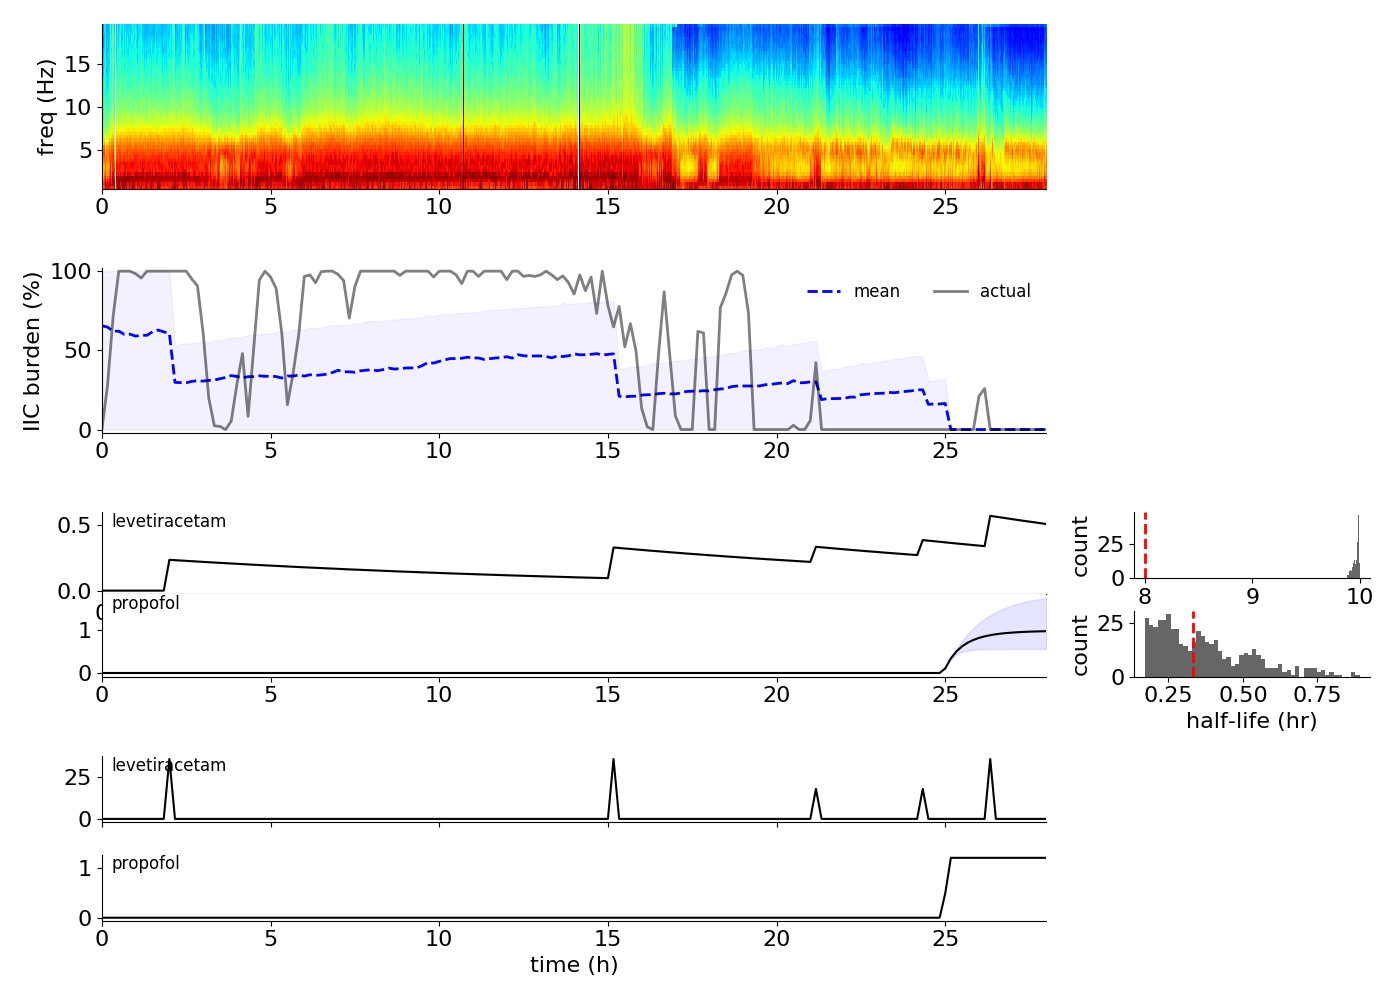 freq (Hz)
15
10
5
0 5 10 15 20 25
IIC burden (%)
100
50
0
mean actual
0 5 10 15 20 25
levetiracetam
0.5
0.0
propofol
1
0
0 5 10 15 20 25
count
25
0
8 9 10
count
25
0
0.25 0.50 0.75
half-life (hr)
levetiracetam
25
0
propofol
1
0
0 5 10 15 20 25
time (h)